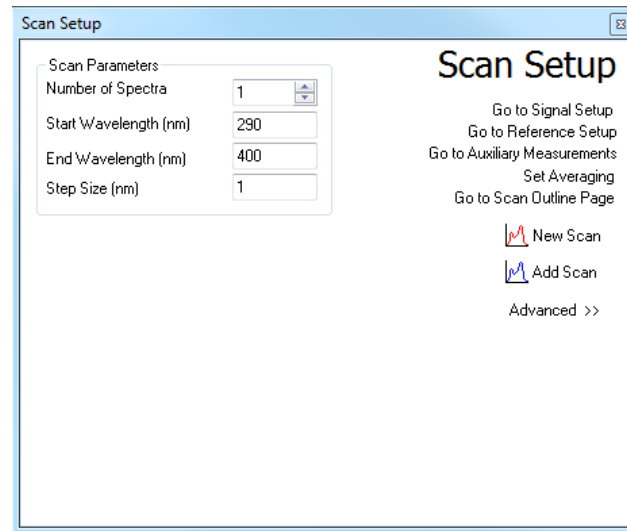 Scan Setup
Scan Parameters
Number of Spectra 1
Start Wavelength (nm) 290
End Wavelength (nm) 400
Step Size (nm) 1
Scan Setup
Go to Signal Setup
Go to Reference Setup
Go to Auxiliary Measurements
Set Averaging
Go to Scan Outline Page
New Scan
Add Scan
Advanced >>